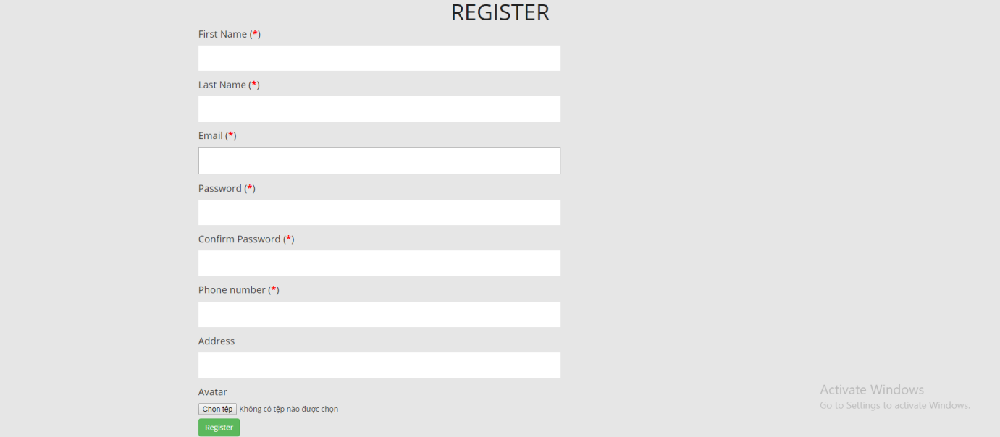 REGISTER
First Name (*)
Last Name (*)
Email (*)
Password (*)
Confirm Password (*)
Phone number (*)
Address
Avatar
Chọn tệp Không có tệp nào được chọn
Register
Activate Windows
Go to Settings to activate Windows.